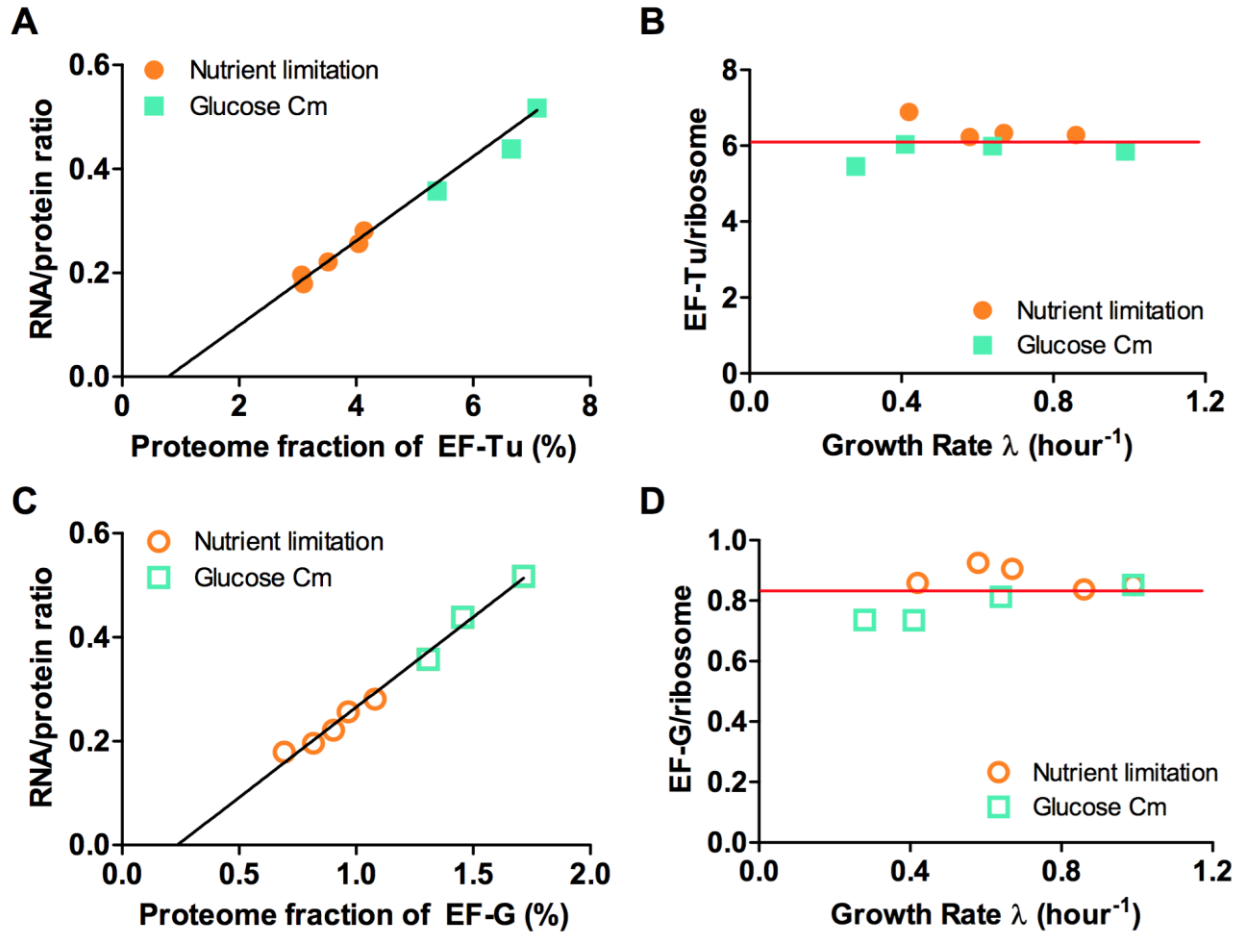 A
RNA/protein ratio
0.6
0.4
0.2
0.0
Nutrient limitation
Glucose Cm
0 2 4 6 8
Proteome fraction of EF-Tu (%)
B
EF-Tu/ribosome
8
6
4
2
0
Nutrient limitation
Glucose Cm
0.0 0.4 0.8 1.2
Growth Rate λ (hour⁻¹)
C
RNA/protein ratio
0.6
0.4
0.2
0.0
Nutrient limitation
Glucose Cm
0.0 0.5 1.0 1.5 2.0
Proteome fraction of EF-G (%)
D
EF-G/ribosome
1.0
0.8
0.6
0.4
0.2
0.0
Nutrient limitation
Glucose Cm
0.0 0.4 0.8 1.2
Growth Rate λ (hour⁻¹)